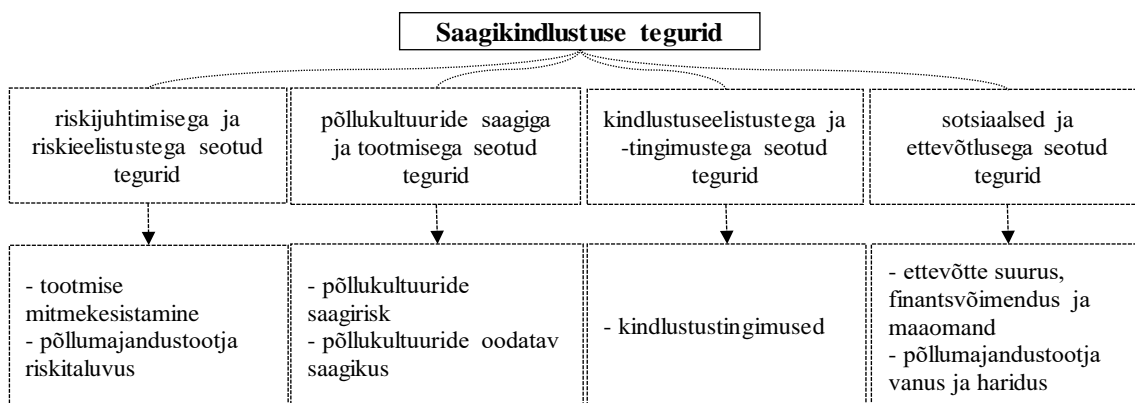 Saagikindlustuse tegurid
riskijuhtimisega ja
riskieelistustega seotud
tegurid
põllukultuuride saagiga
ja tootmisega seotud
tegurid
kindlustuseelistustega ja
-tingimustega seotud
tegurid
sotsiaalsed ja
ettevõtlusega seotud
tegurid
- tootmise
mitmekesistamine
- põllumajandustootja
riskitaluvus
- põllukultuuride
saagirisk
- põllukultuuride oodatav
saagikus
- kindlustustingimused
- ettevõtte suurus,
finantsvõimendus ja
maaomand
- põllumajandustootja
vanus ja haridus